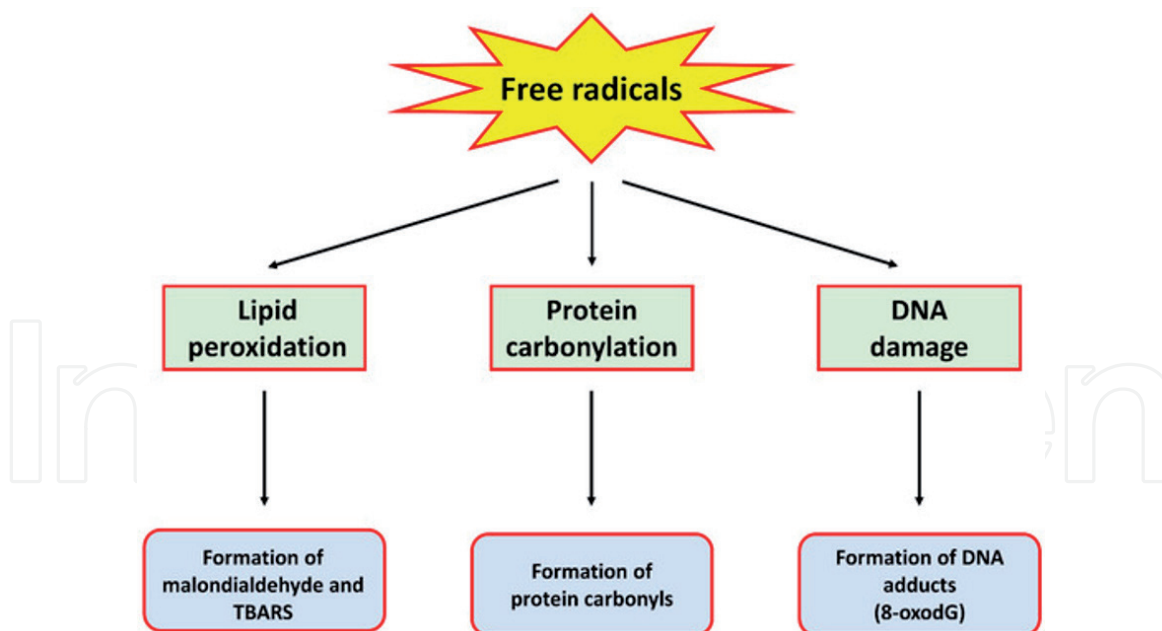 Free radicals
Lipid
peroxidation
Protein
carbonylation
DNA
damage
Formation of
malondialdehyde and
TBARS
Formation of
protein carbonyls
Formation of DNA
adducts
(8-oxodG)